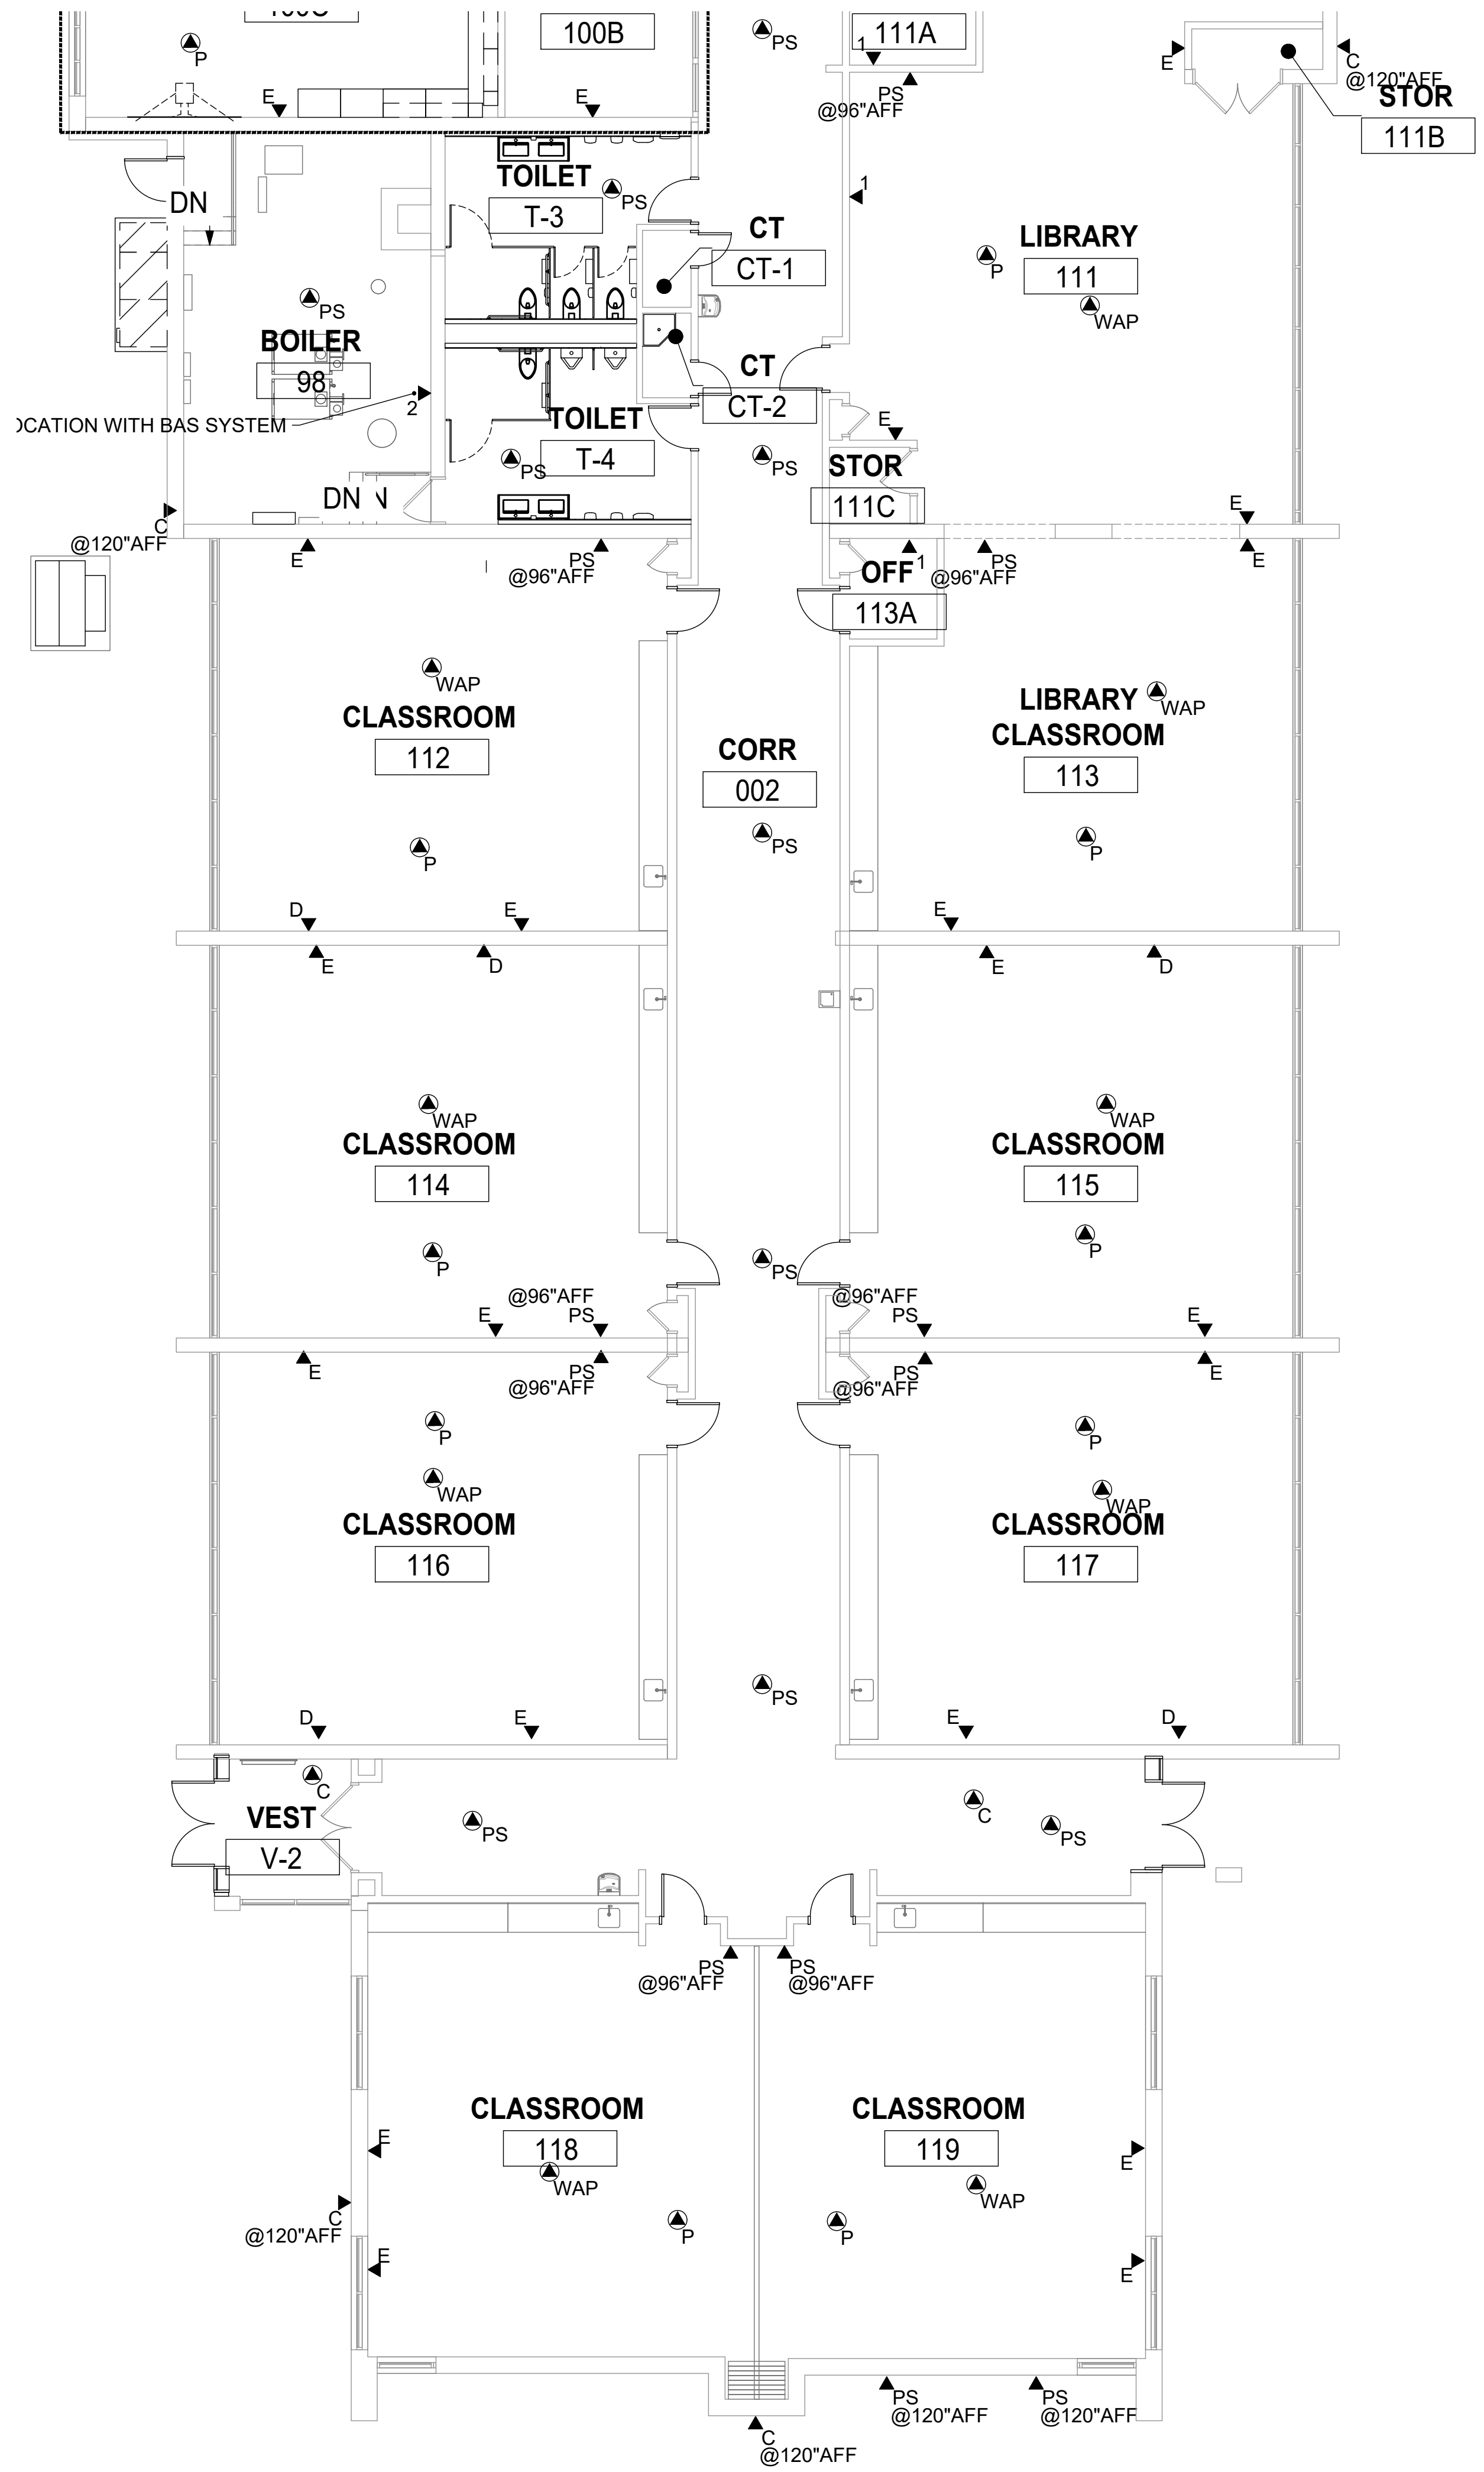 100B
PS
P
111A
1
PS
@96"AFF
E
C
@120"AFF
STOR
111B
E
E
TOILET
T-3
PS
DN
1
CT
CT-1
LIBRARY
111
P
WAP
PS
BOILER
98
2
OCATION WITH BAS SYSTEM
CT
CT-2
TOILET
T-4
PS
PS
E
STOR
111C
DN
C
@120"AFF
E
E
PS
@96"AFF
OFF
113A
1
PS
@96"AFF
E
WAP
CLASSROOM
112
P
CORR
002
PS
LIBRARY
CLASSROOM
113
WAP
P
D
E
E
D
E
E
D
WAP
CLASSROOM
114
P
WAP
CLASSROOM
115
P
PS
@96"AFF
E
PS
E
PS
@96"AFF
@96"AFF
PS
E
PS
@96"AFF
E
P
WAP
CLASSROOM
116
P
WAP
CLASSROOM
117
PS
D
E
E
D
C
VEST
V-2
PS
C
PS
PS
@96"AFF
PS
@96"AFF
CLASSROOM
118
WAP
P
CLASSROOM
119
WAP
P
E
E
C
@120"AFF
E
E
PS
@120"AFF
PS
@120"AFF
C
@120"AFF